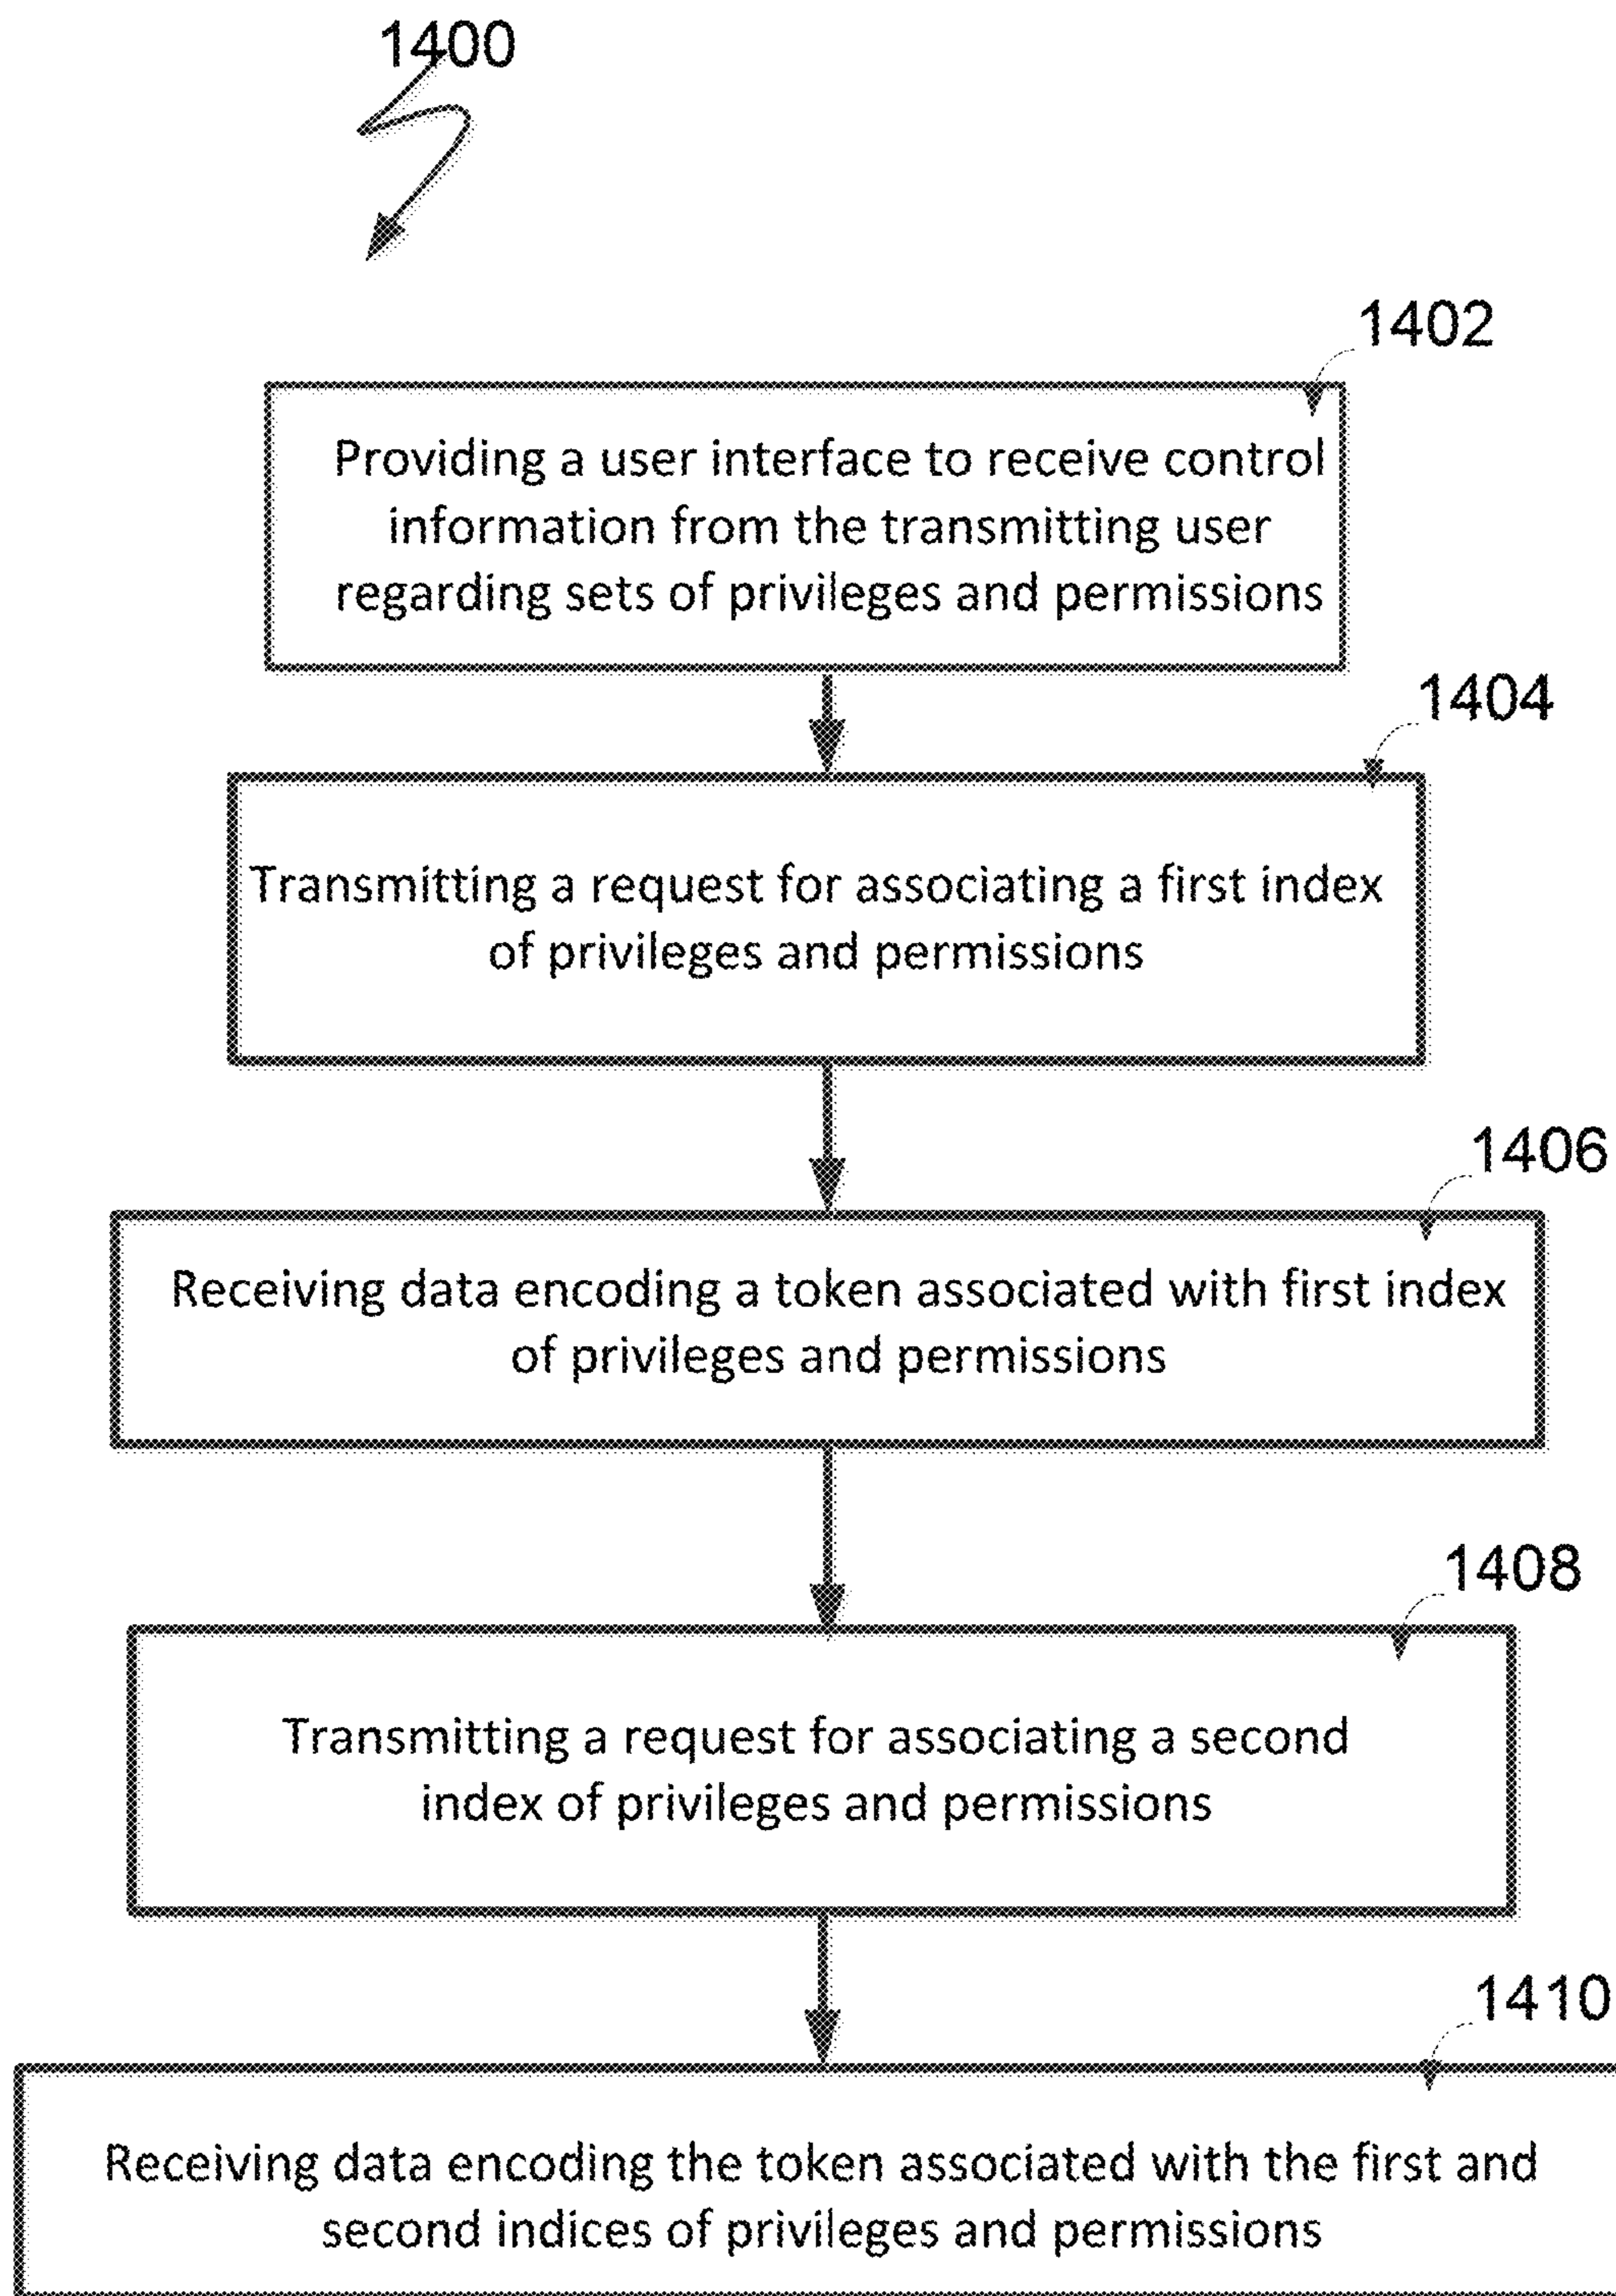 1400
1402
Providing a user interface to receive control
information from the transmitting user
regarding sets of privileges and permissions
1404
Transmitting a request for associating a first index
of privileges and permissions
1406
Receiving data encoding a token associated with first index
of privileges and permissions
1408
Transmitting a request for associating a second
index of privileges and permissions
1410
Receiving data encoding the token associated with the first and
second indices of privileges and permissions